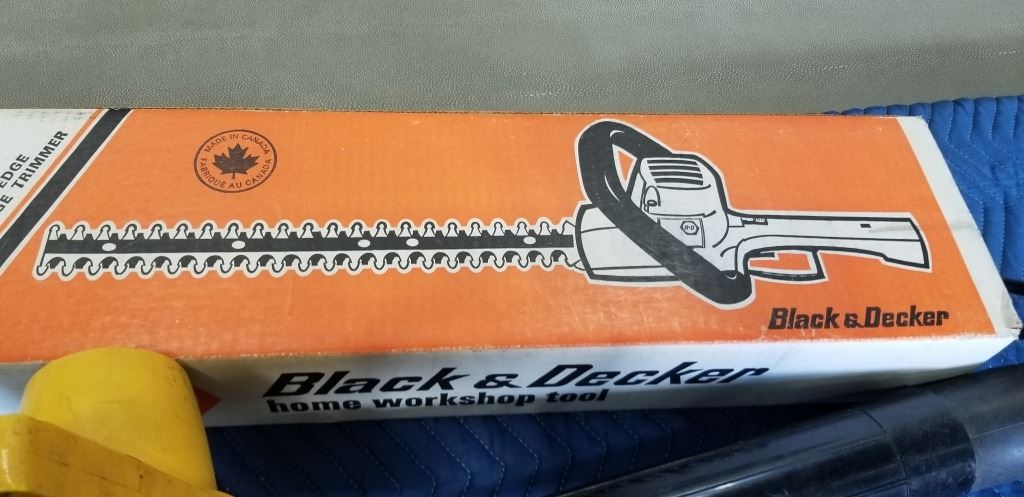 EDGE
TRIMMER
MADE IN CANADA
FABRIQUÉ AU CANADA
B&D
Black & Decker
Black & Decker
home workshop tool